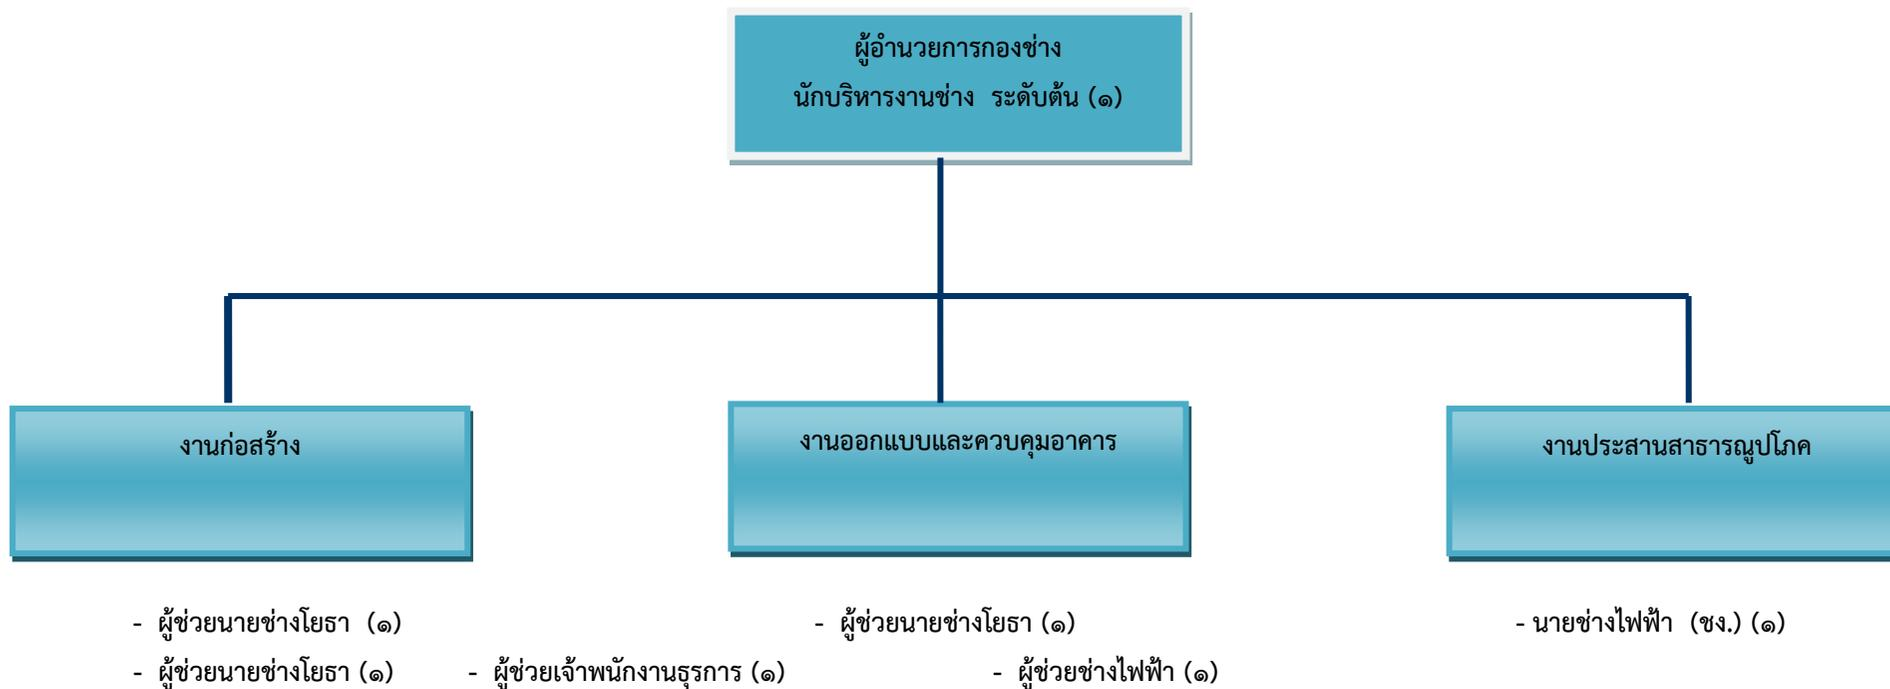 ผู้อำนวยการกองช่าง
นักบริหารงานช่าง ระดับต้น (๑)
งานก่อสร้าง
งานออกแบบและควบคุมอาคาร
งานประสานสาธารณูปโภค
- ผู้ช่วยนายช่างโยธา (๑)
- ผู้ช่วยนายช่างโยธา (๑)
- นายช่างไฟฟ้า (ชง.) (๑)
- ผู้ช่วยนายช่างโยธา (๑)
- ผู้ช่วยเจ้าพนักงานธุรการ (๑)
- ผู้ช่วยช่างไฟฟ้า (๑)